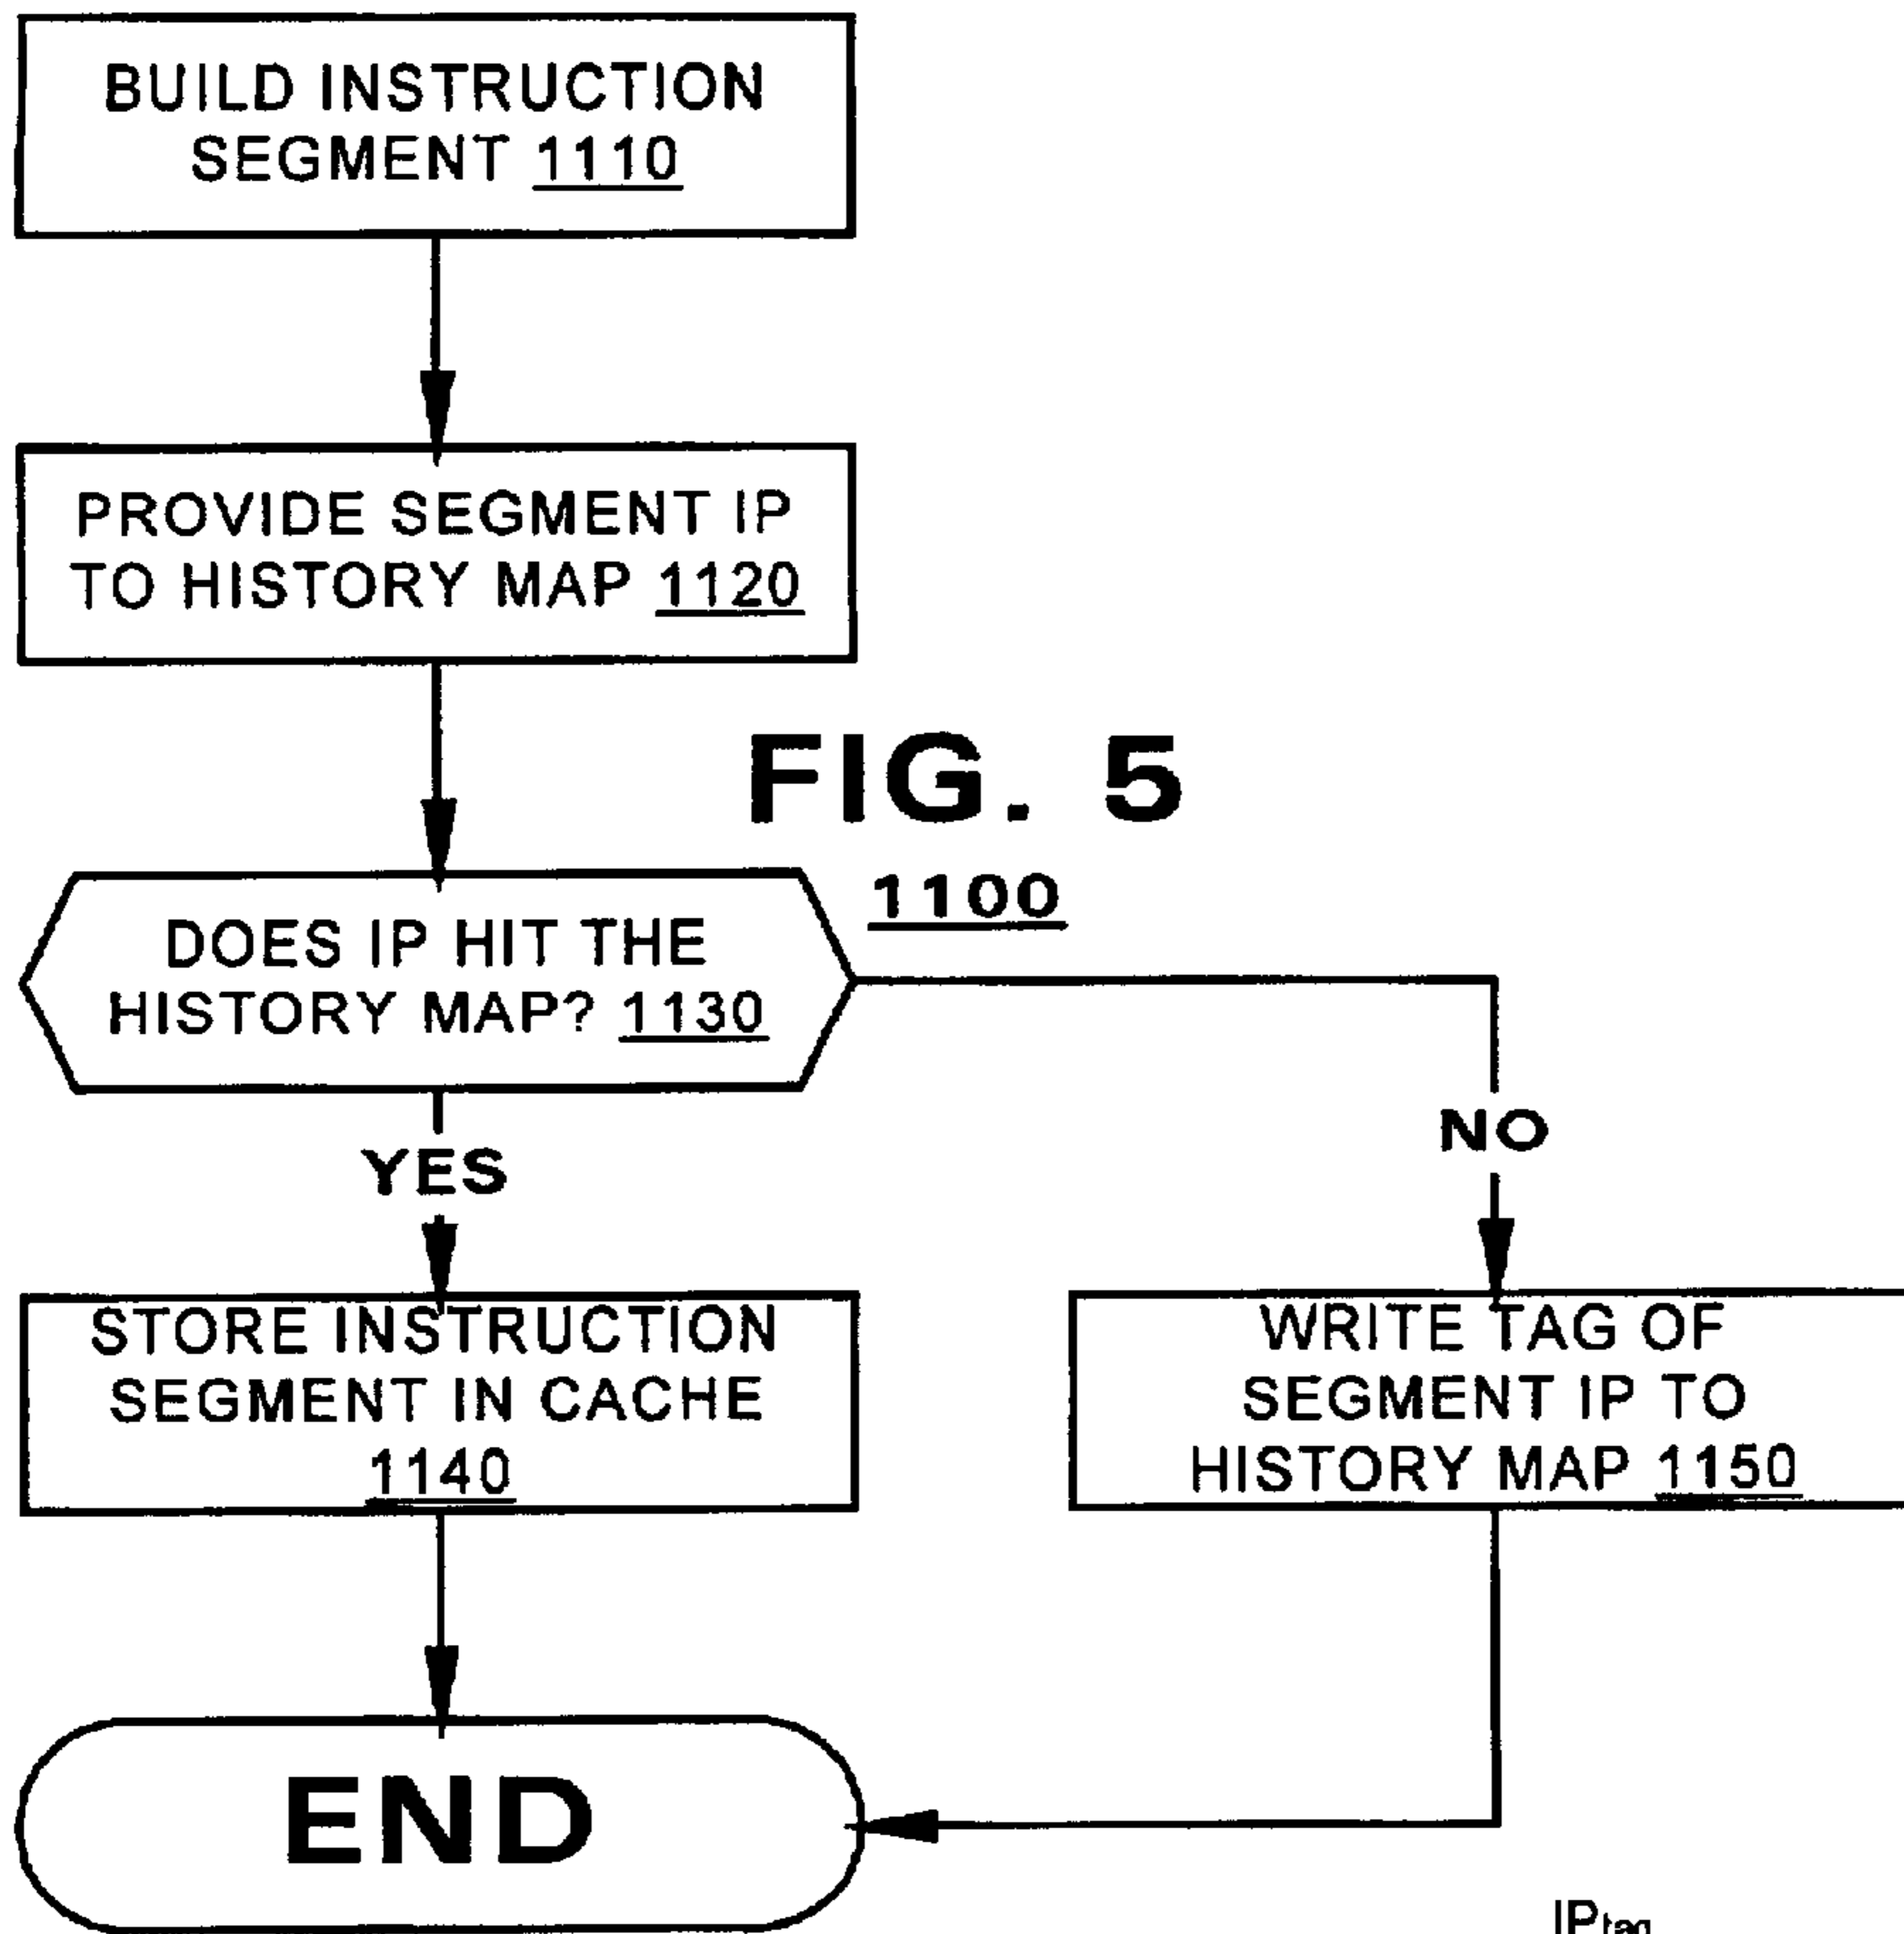 BUILD INSTRUCTION
SEGMENT 1110
PROVIDE SEGMENT IP
TO HISTORY MAP 1120
FIG. 5
1100
DOES IP HIT THE
HISTORY MAP? 1130
YES
NO
STORE INSTRUCTION
SEGMENT IN CACHE
1140
WRITE TAG OF
SEGMENT IP TO
HISTORY MAP 1150
END
IPtag